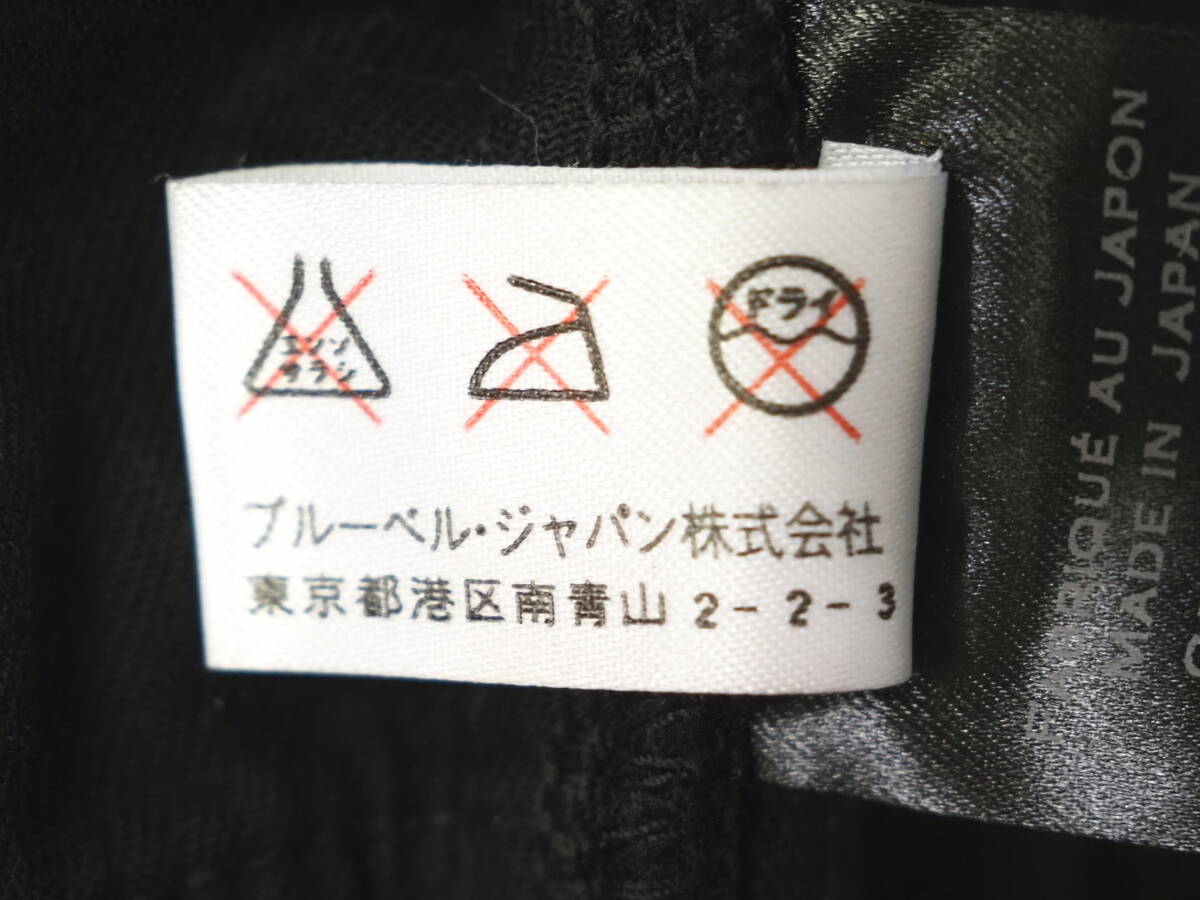 エンソ
サラシ
ドライ
ブルーベル・ジャパン株式会社
東京都港区南青山 2-2-3
FABRIQUÉ AU JAPON
MADE IN JAPAN